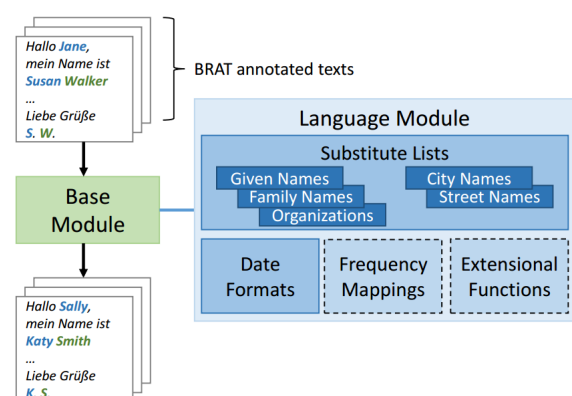 Hallo Jane,
mein Name ist
Susan Walker
...
Liebe Grüße
S. W.
BRAT annotated texts
Base
Module
Language Module
Substitute Lists
Given Names
Family Names
Organizations
City Names
Street Names
Date
Formats
Frequency
Mappings
Extensional
Functions
Hallo Sally,
mein Name ist
Katy Smith
...
Liebe Grüße
K. S.